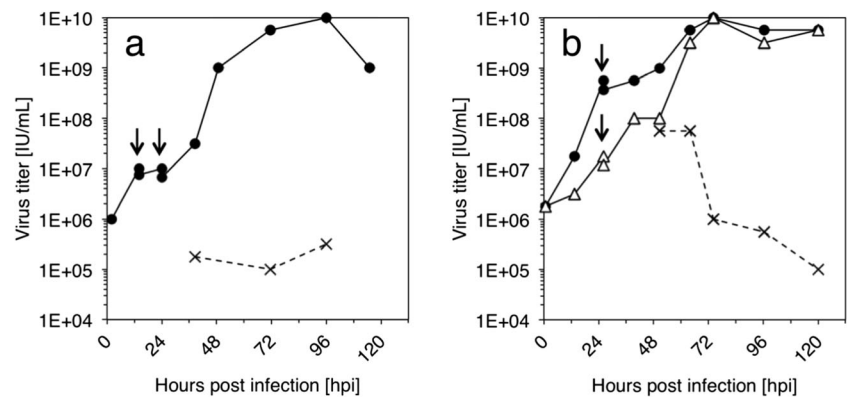 a
Virus titer [IU/mL]
1E+10
1E+09
1E+08
1E+07
1E+06
1E+05
1E+04
0 24 48 72 96 120
Hours post infection [hpi]
b
Virus titer [IU/mL]
1E+10
1E+09
1E+08
1E+07
1E+06
1E+05
1E+04
0 24 48 72 96 120
Hours post infection [hpi]